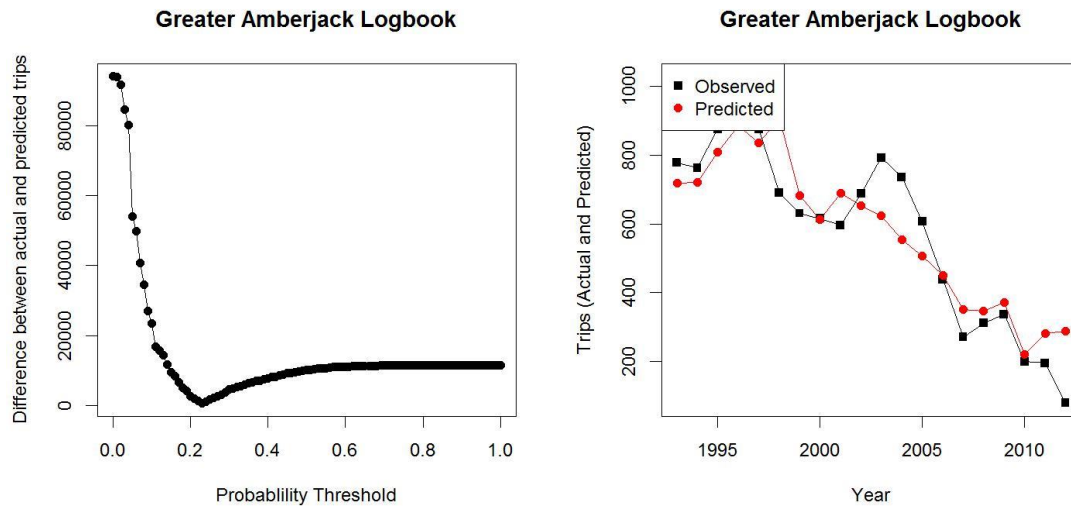 Greater Amberjack Logbook
Difference between actual and predicted trips
80000
60000
40000
20000
0
0.0 0.2 0.4 0.6 0.8 1.0
Probablility Threshold
Greater Amberjack Logbook
Trips (Actual and Predicted)
1000
800
600
400
200
Observed
Predicted
1995 2000 2005 2010
Year